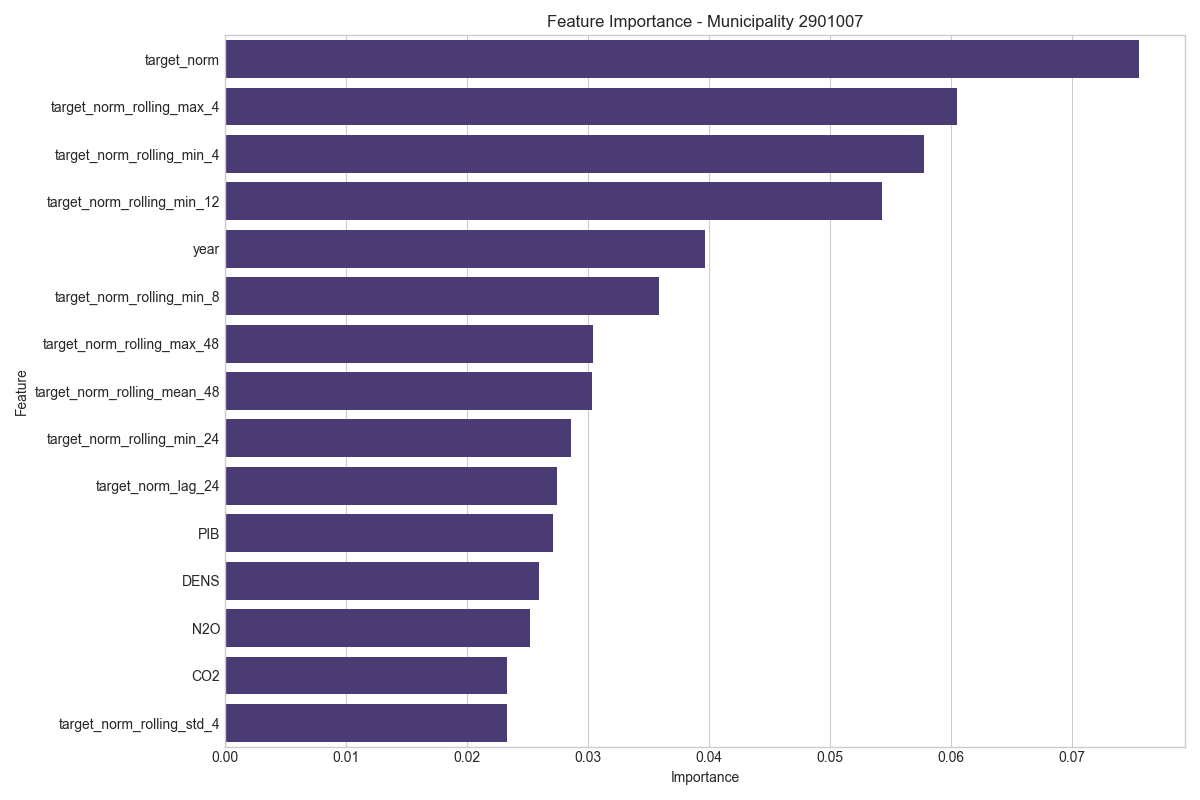 Feature Importance - Municipality 2901007
Feature
target_norm
target_norm_rolling_max_4
target_norm_rolling_min_4
target_norm_rolling_min_12
year
target_norm_rolling_min_8
target_norm_rolling_max_48
target_norm_rolling_mean_48
target_norm_rolling_min_24
target_norm_lag_24
PIB
DENS
N2O
CO2
target_norm_rolling_std_4
0.00 0.01 0.02 0.03 0.04 0.05 0.06 0.07
Importance